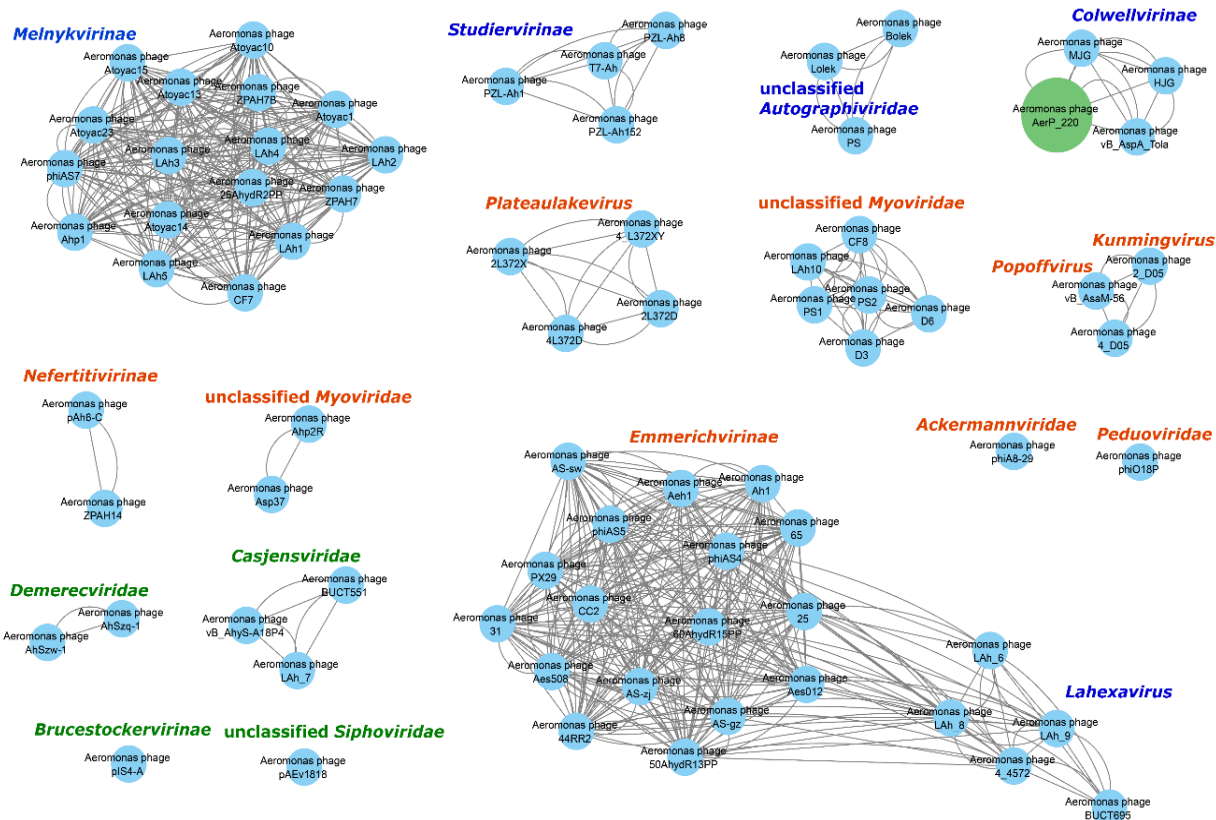 Melnykvirinae
Aeromonas phage
Atoyac10
Aeromonas phage
Atoyac15
Aeromonas phage
Atoyac13
Aeromonas phage
ZPAH7B
Aeromonas phage
Atoyac1
Aeromonas phage
Atoyac23
Aeromonas phage
LAh3
Aeromonas phage
LAh4
Aeromonas phage
LAh2
Aeromonas phage
phiAS7
Aeromonas phage
25AhydR2PP
Aeromonas phage
ZPAH7
Aeromonas phage
Ahp1
Aeromonas phage
Atoyac14
Aeromonas phage
LAh1
Aeromonas phage
LAh5
Aeromonas phage
CF7
Studiervirinae
Aeromonas phage
PZL-Ah8
Aeromonas phage
T7-Ah
Aeromonas phage
PZL-Ah1
Aeromonas phage
PZL-Ah152
Aeromonas phage
Bolek
Aeromonas phage
Lolek
unclassified
Autographiviridae
Aeromonas phage
PS
Colwellvirinae
Aeromonas phage
MJG
Aeromonas phage
HJG
Aeromonas phage
AerP_220
Aeromonas phage
vB_AspA_Tola
Plateaulakevirus
Aeromonas phage
4_L372XY
Aeromonas phage
2L372X
Aeromonas phage
2L372D
Aeromonas phage
4L372D
unclassified Myoviridae
Aeromonas phage
CF8
Aeromonas phage
LAh10
Aeromonas phage
PS2
Aeromonas phage
PS1
Aeromonas phage
D6
Aeromonas phage
D3
Kunmingvirus
Popoffvirus
Aeromonas phage
2_D05
Aeromonas phage
vB_AsaM-56
Aeromonas phage
4_D05
Nefertitivirinae
Aeromonas phage
pAh6-C
Aeromonas phage
ZPAH14
unclassified Myoviridae
Aeromonas phage
Ahp2R
Aeromonas phage
Asp37
Emmerichvirinae
Aeromonas phage
AS-sw
Aeromonas phage
Aeh1
Aeromonas phage
Ah1
Aeromonas phage
phiAS5
Aeromonas phage
65
Aeromonas phage
phiAS4
Aeromonas phage
PX29
Aeromonas phage
CC2
Aeromonas phage
31
Aeromonas phage
60AhydR15PP
Aeromonas phage
25
Aeromonas phage
Aes508
Aeromonas phage
AS-zj
Aeromonas phage
Aes012
Aeromonas phage
44RR2
Aeromonas phage
AS-gz
Aeromonas phage
50AhydR13PP
Ackermannviridae
Aeromonas phage
phiA8-29
Peduoviridae
Aeromonas phage
phiO18P
Lahexavirus
Aeromonas phage
LAh_6
Aeromonas phage
LAh_8
Aeromonas phage
LAh_9
Aeromonas phage
4_4572
Aeromonas phage
BUCT695
Demerecviridae
Aeromonas phage
AhSzq-1
Aeromonas phage
AhSzw-1
Casjensviridae
Aeromonas phage
BUCT551
Aeromonas phage
vB_AhyS-A18P4
Aeromonas phage
LAh_7
Brucestockervirinae
Aeromonas phage
pIS4-A
unclassified Siphoviridae
Aeromonas phage
pAEv1818